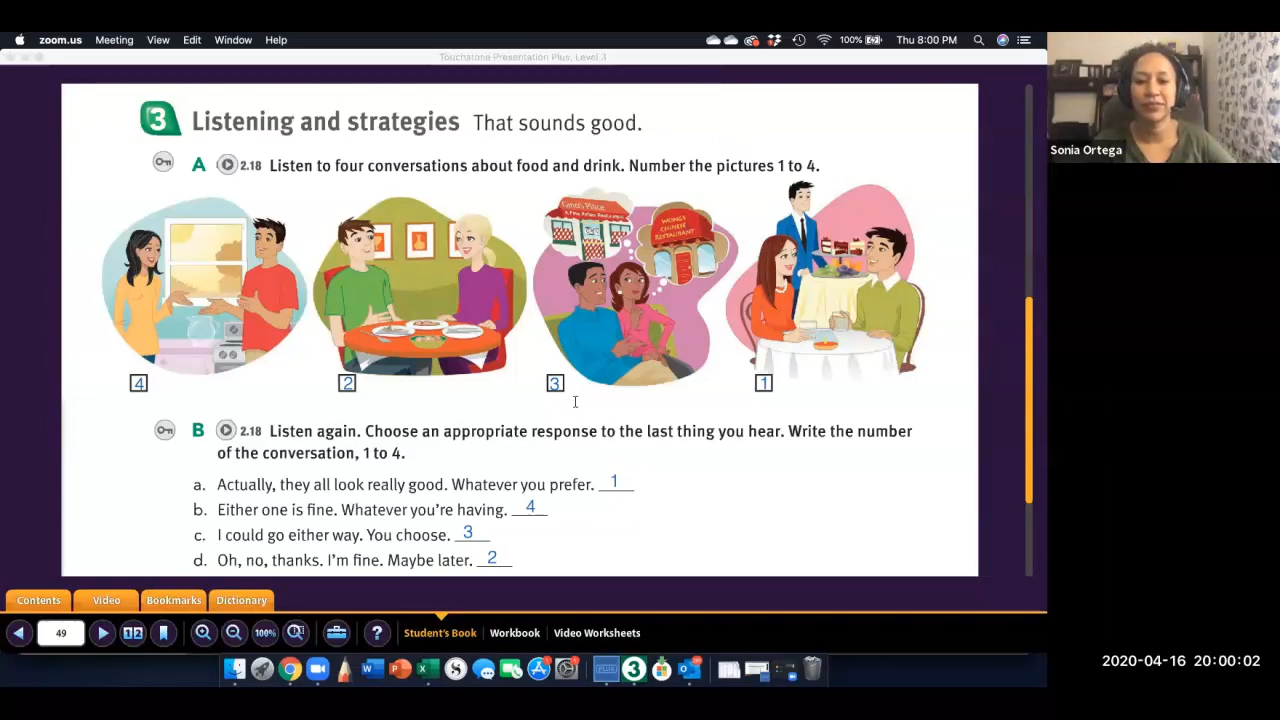 zoom.us Meeting View Edit Window Help
100% Thu 8:00 PM
Touchstone Presentation Plus, Level 3
3 Listening and strategies That sounds good.
A 2.18 Listen to four conversations about food and drink. Number the pictures 1 to 4.
WONG'S
CHINESE
RESTAURANT
4 2 3 1
B 2.18 Listen again. Choose an appropriate response to the last thing you hear. Write the number
of the conversation, 1 to 4.
a. Actually, they all look really good. Whatever you prefer. 1
b. Either one is fine. Whatever you're having. 4
c. I could go either way. You choose. 3
d. Oh, no, thanks. I'm fine. Maybe later. 2
Contents Video Bookmarks Dictionary
49 12 100% ? Student's Book Workbook Video Worksheets
PLUS 3
Sonia Ortega
2020-04-16 20:00:02